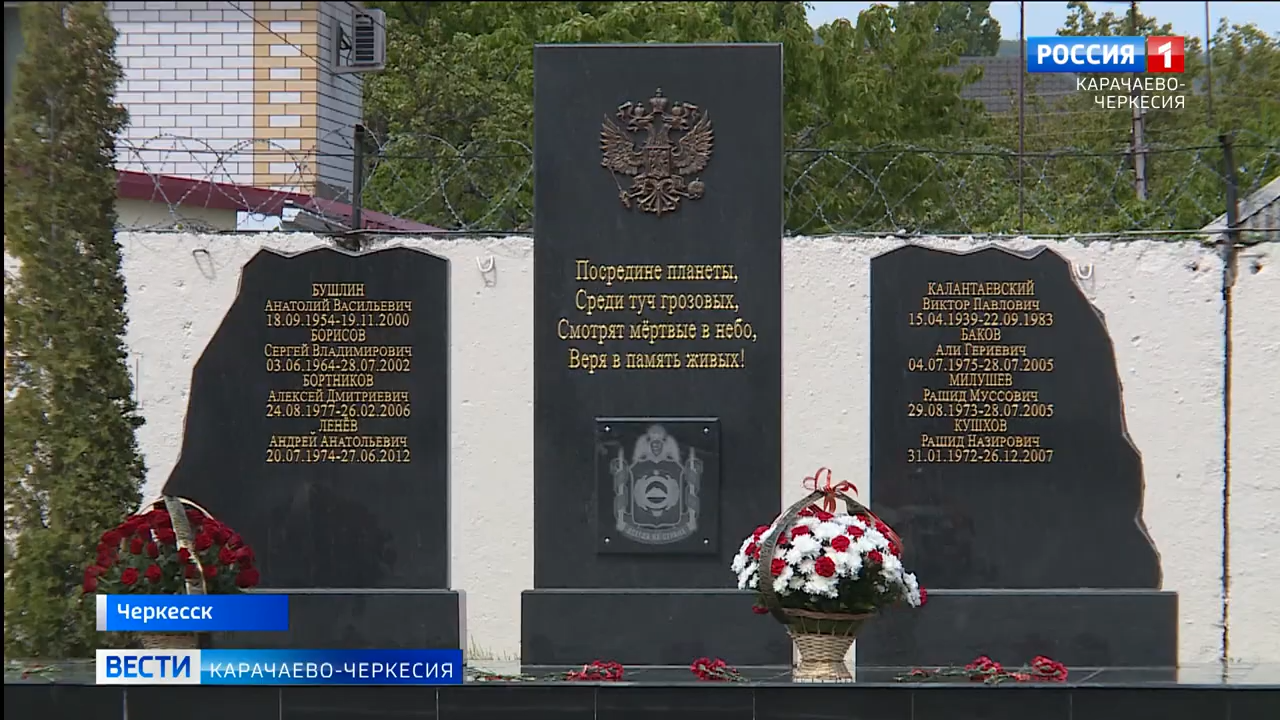 РОССИЯ 1
КАРАЧАЕВО-
ЧЕРКЕСИЯ
БУШЛИН
АНАТОЛИЙ ВАСИЛЬЕВИЧ
18.09.1954-19.11.2000
БОРИСОВ
СЕРГЕЙ ВЛАДИМИРОВИЧ
03.06.1964-28.07.2002
БОРТНИКОВ
АЛЕКСЕЙ ДМИТРИЕВИЧ
24.08.1977-26.02.2006
ЛЕНЁВ
АНДРЕЙ АНАТОЛЬЕВИЧ
20.07.1974-27.06.2012
Посредине планеты,
Среди туч грозовых,
Смотрят мёртвые в небо,
Веря в память живых!
КАЛАНТАЕВСКИЙ
ВИКТОР ПАВЛОВИЧ
15.04.1939-22.09.1983
БАКОВ
АЛИ ГЕРИЕВИЧ
04.07.1975-28.07.2005
МИЛУШЕВ
РАШИД МУССОВИЧ
29.08.1973-28.07.2005
КУШХОВ
РАШИД НАЗИРОВИЧ
31.01.1972-26.12.2007
Черкесск
ВЕСТИ КАРАЧАЕВО-ЧЕРКЕСИЯ